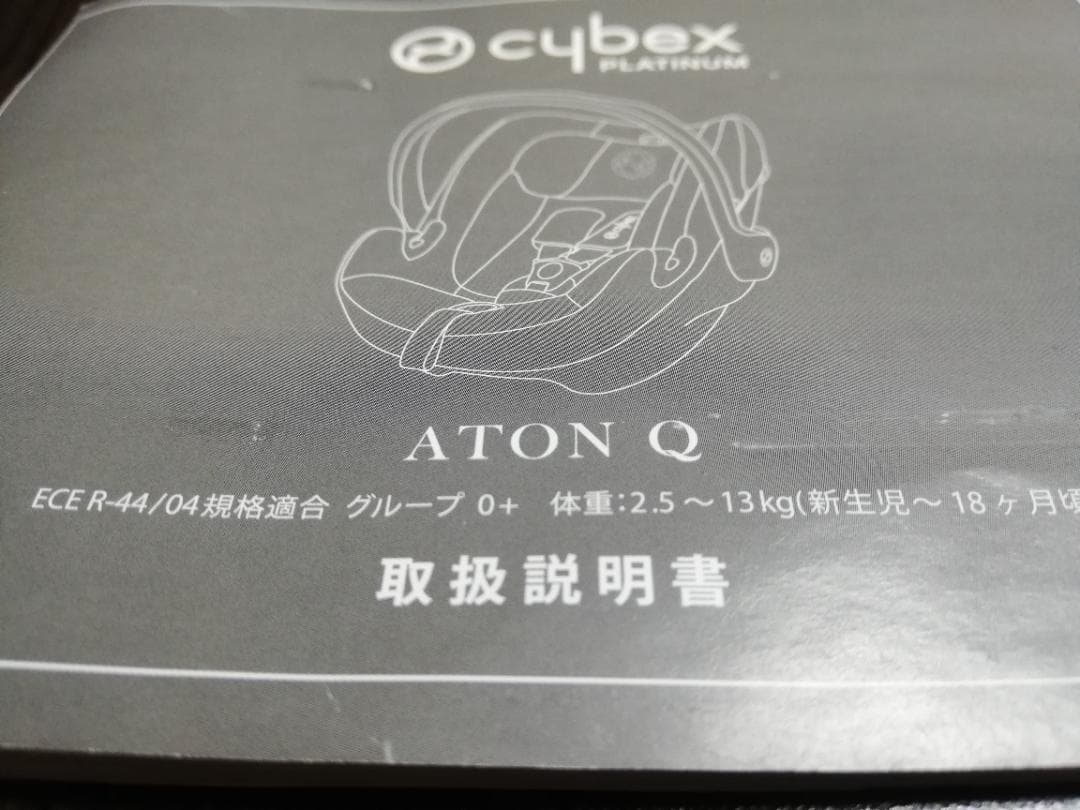 cybex
PLATINUM
ATON Q
ECE R-44/04規格適合 グループ 0+ 体重:2.5〜13kg(新生児〜18ヶ月頃
取扱説明書